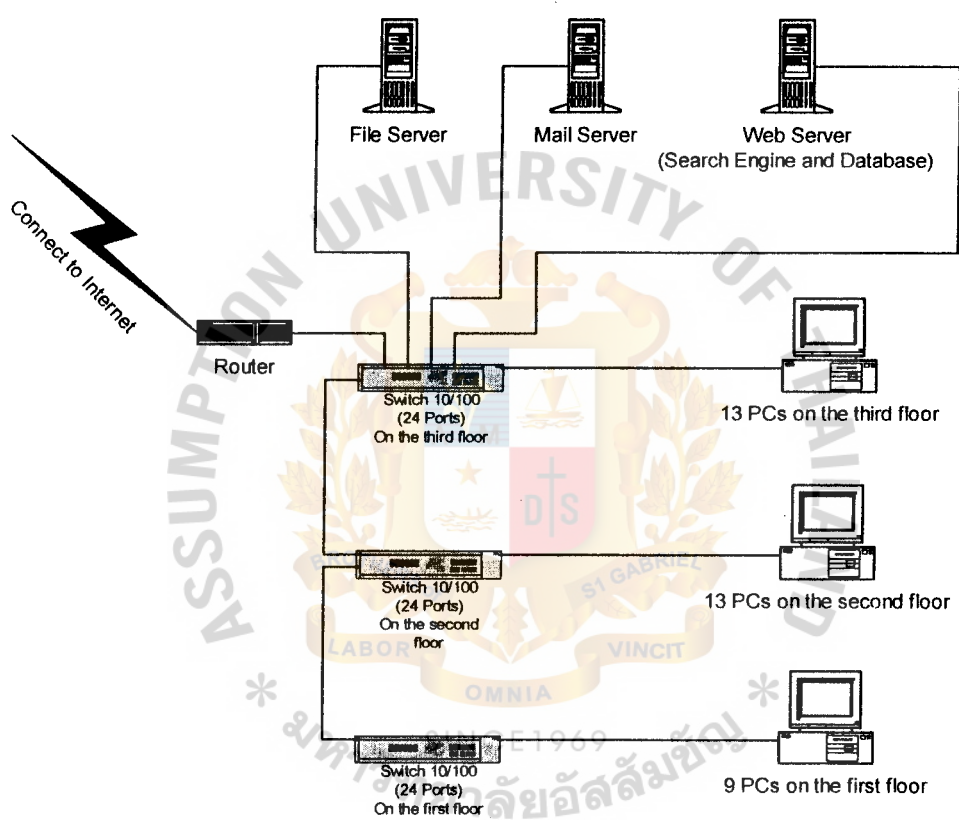 File Server
Mail Server
Web Server
(Search Engine and Database)
Connect to Internet
Router
Switch 10/100
(24 Ports)
On the third floor
13 PCs on the third floor
Switch 10/100
(24 Ports)
On the second
floor
13 PCs on the second floor
Switch 10/100
(24 Ports)
On the first floor
9 PCs on the first floor
ASSUMPTION UNIVERSITY OF THAILAND
D S
S1 GABRIEL
LABOR
VINCIT
OMNIA
SINCE1969